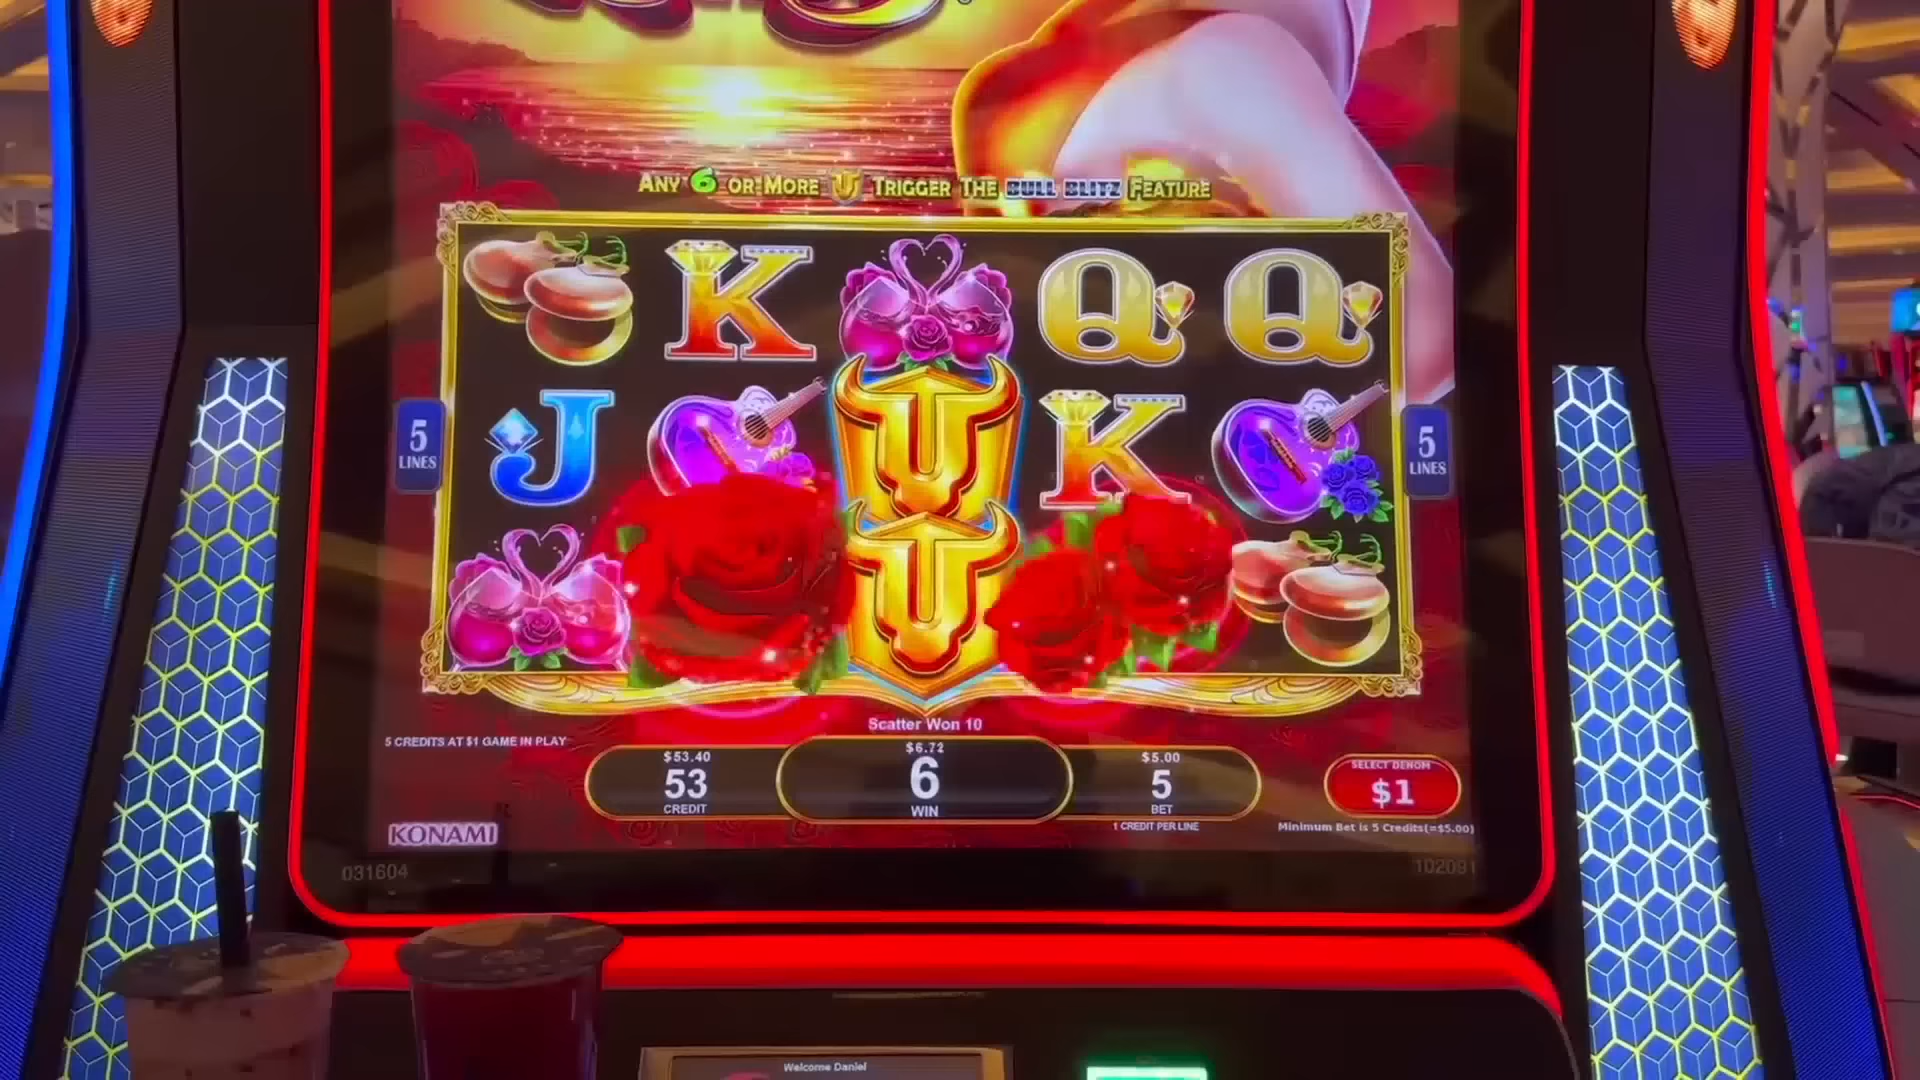 ANY 6 OR MORE TRIGGER THE BULL BLITZ FEATURE
K
Q
Q
5 LINES
J
K
5 LINES
Scatter Won 10
5 CREDITS AT $1 GAME IN PLAY
$53.40
53
CREDIT
$6.72
6
WIN
$5.00
5
BET
1 CREDIT PER LINE
SELECT DENOM
$1
Minimum Bet is 5 Credits(=$5.00)
KONAMI
031604
102091
Welcome Daniel